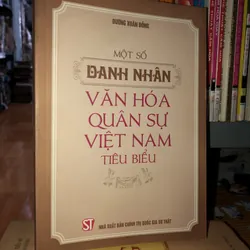 DƯƠNG XUÂN ĐỐNG
MỘT SỐ
DANH NHÂN
VĂN HÓA
QUÂN SỰ
VIỆT NAM
TIÊU BIỂU
ST
NHÀ XUẤT BẢN CHÍNH TRỊ QUỐC GIA SỰ THẬT